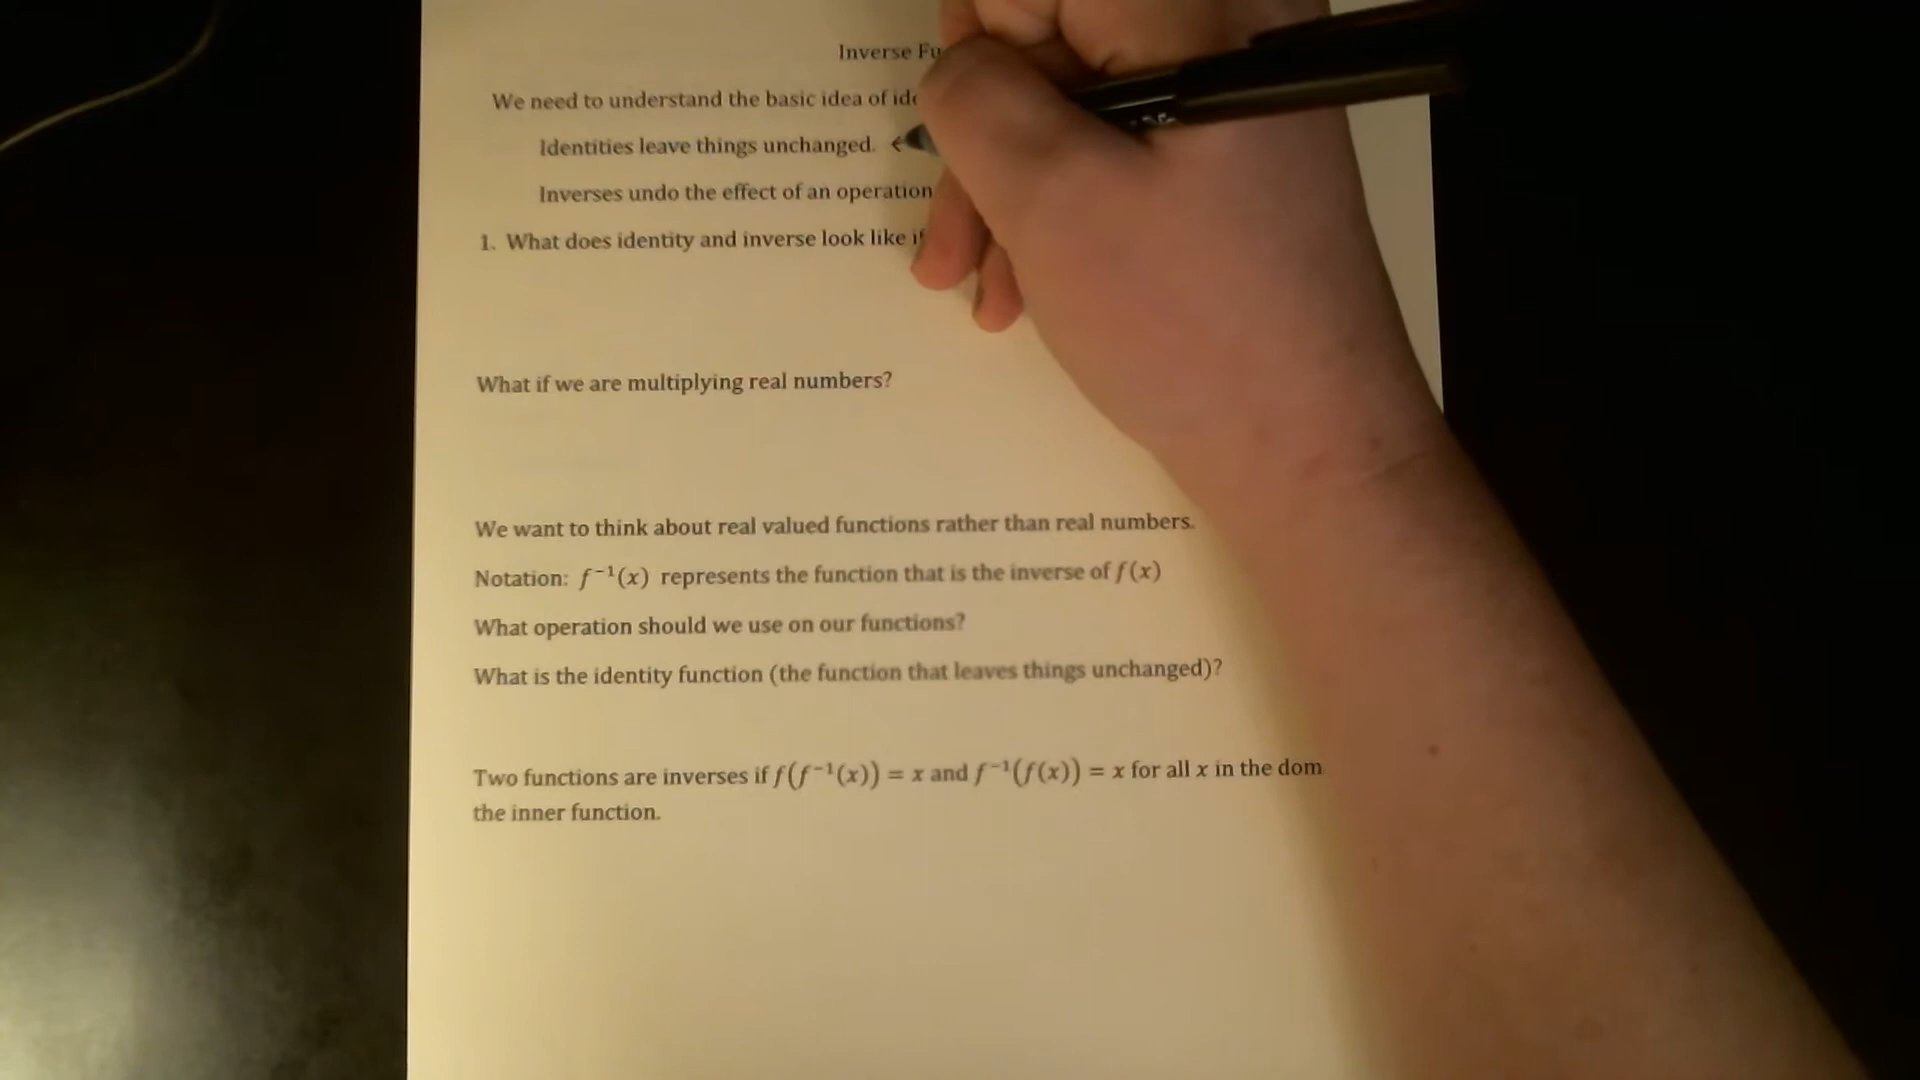 Inverse
We need to understand the basic idea of
Identities leave things unchanged. ←
Inverses undo the effect of an operation
1. What does identity and inverse look like
What if we are multiplying real numbers?
We want to think about real valued functions rather than real numbers.
Notation: f⁻¹(x) represents the function that is the inverse of f(x)
What operation should we use on our functions?
What is the identity function (the function that leaves things unchanged)?
Two functions are inverses if f(f⁻¹(x)) = x and f⁻¹(f(x)) = x for all x in the
the inner function.